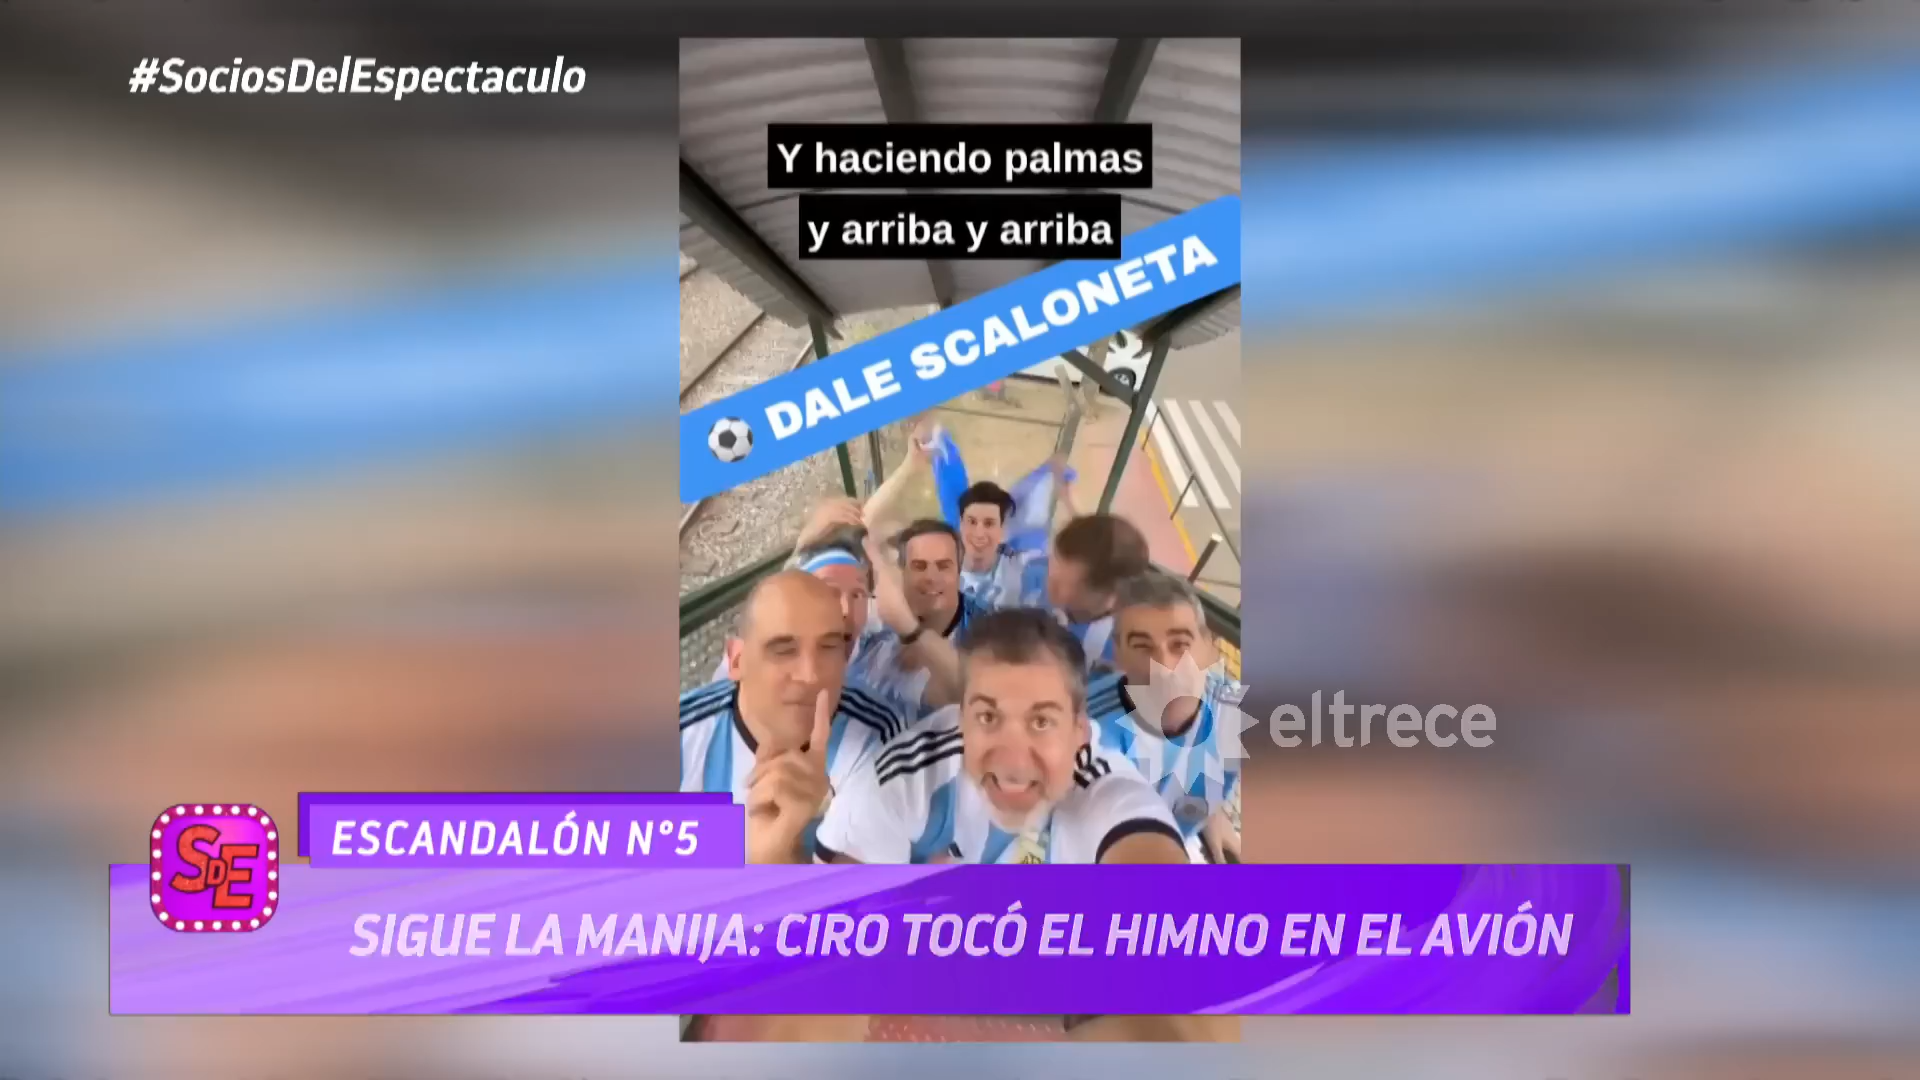 #SociosDelEspectaculo
Y haciendo palmas
y arriba y arriba
DALE SCALONETA
eltrece
ESCANDALÓN N°5
SDE
SIGUE LA MANIJA: CIRO TOCÓ EL HIMNO EN EL AVIÓN